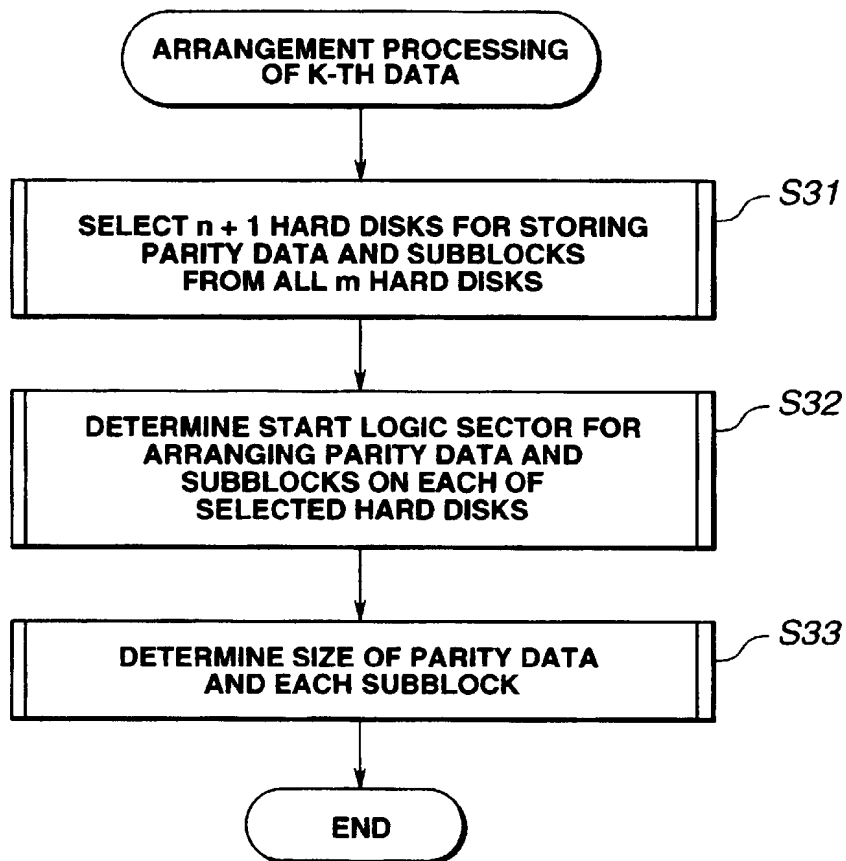 ARRANGEMENT PROCESSING
OF K-TH DATA
S31
SELECT n + 1 HARD DISKS FOR STORING
PARITY DATA AND SUBBLOCKS
FROM ALL m HARD DISKS
S32
DETERMINE START LOGIC SECTOR FOR
ARRANGING PARITY DATA AND
SUBBLOCKS ON EACH OF
SELECTED HARD DISKS
S33
DETERMINE SIZE OF PARITY DATA
AND EACH SUBBLOCK
END